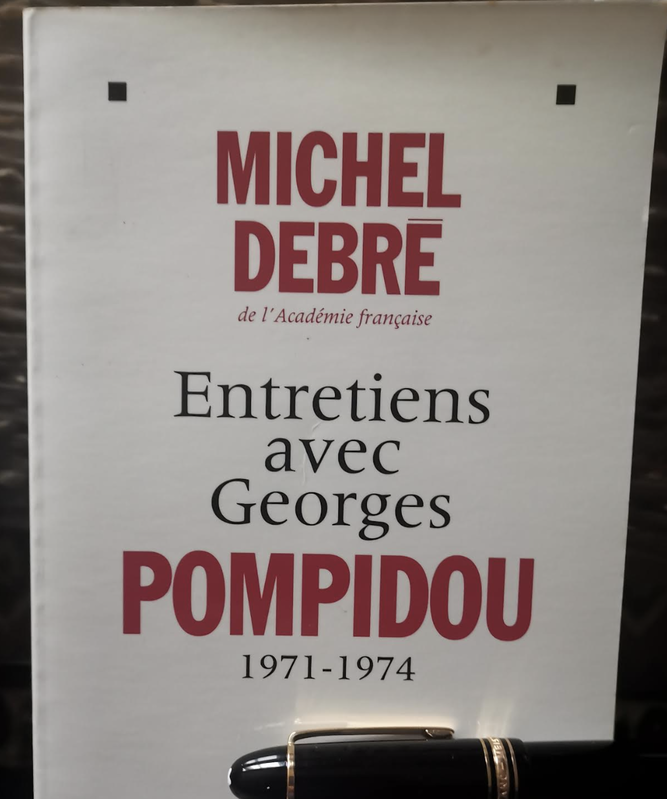 MICHEL
DEBRÉ
de l'Académie française
Entretiens
avec
Georges
POMPIDOU
1971-1974